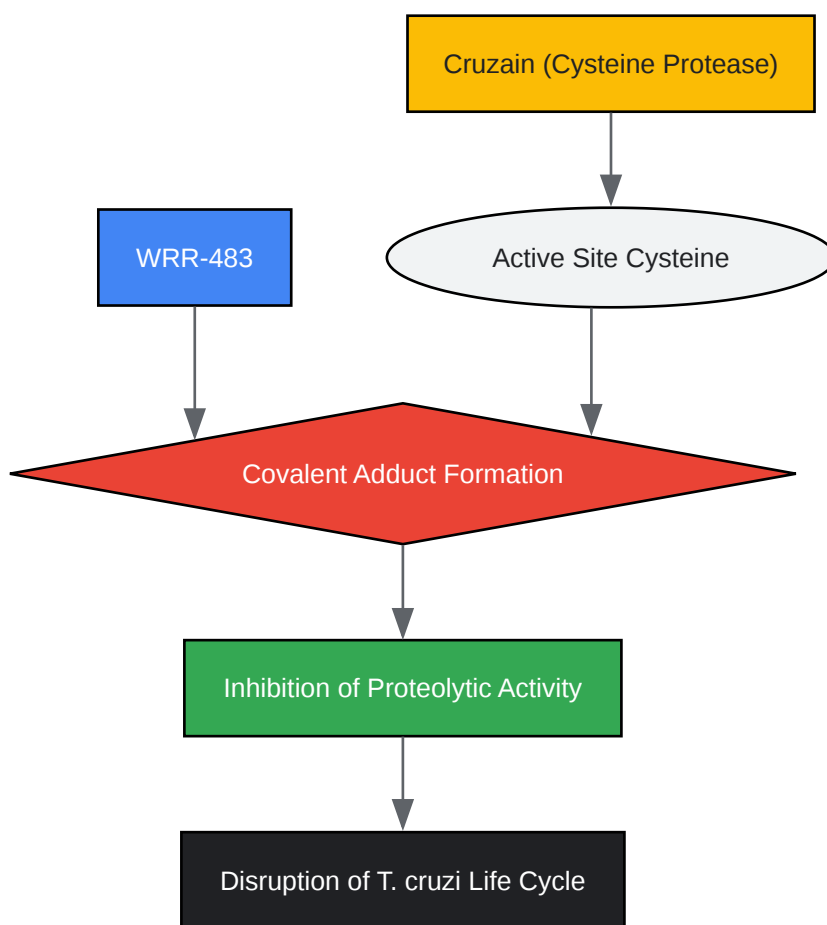 Cruzain (Cysteine Protease)
WRR-483
Active Site Cysteine
Covalent Adduct Formation
Inhibition of Proteolytic Activity
Disruption of T. cruzi Life Cycle